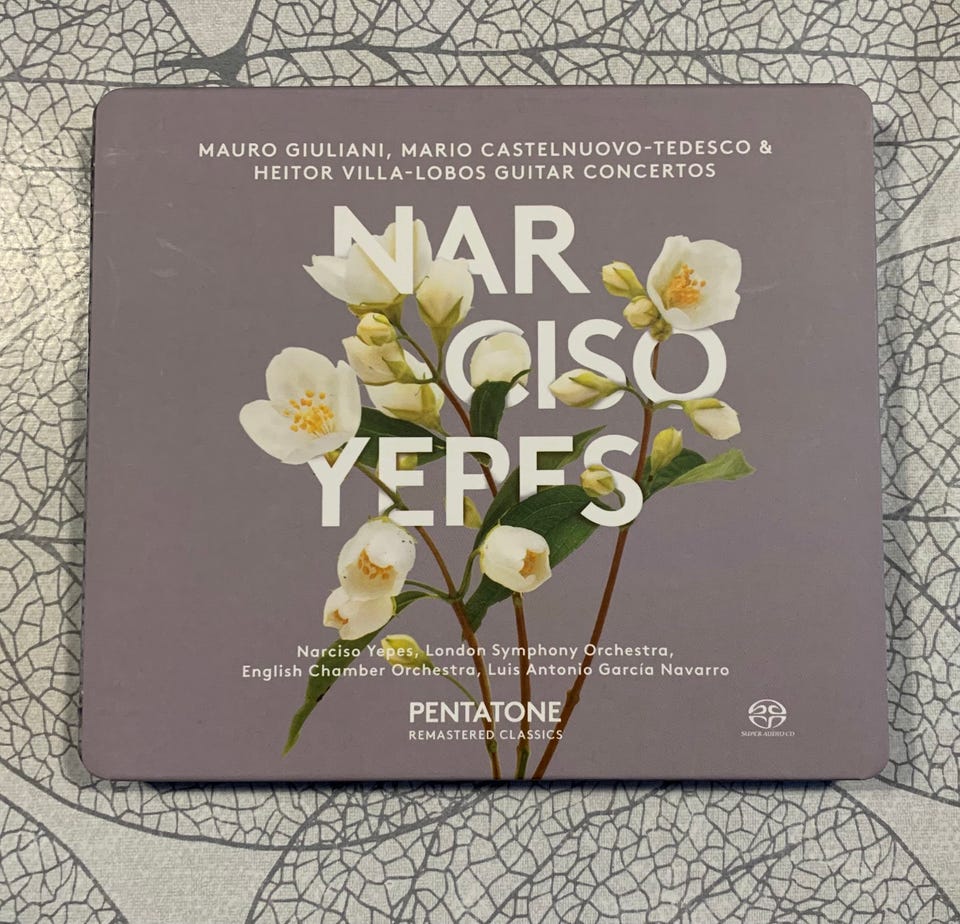 MAURO GIULIANI, MARIO CASTELNUOVO-TEDESCO &
HEITOR VILLA-LOBOS GUITAR CONCERTOS
NAR
CISO
YEPES
Narciso Yepes, London Symphony Orchestra,
English Chamber Orchestra, Luis Antonio García Navarro
PENTATONE
REMASTERED CLASSICS
SUPER AUDIO CD